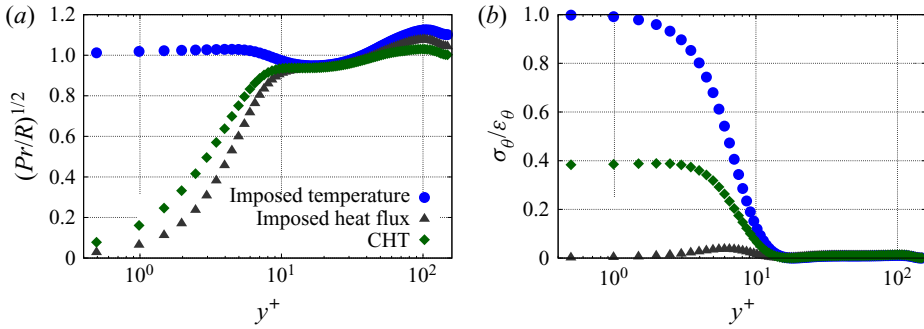 (a)
1.2
1.0
0.8
0.6
0.4
0.2
0
(Pr/R)^{1/2}
Imposed temperature
Imposed heat flux
CHT
10^0
10^1
10^2
y^+
(b)
1.0
0.8
0.6
0.4
0.2
0
σ_θ/ε_θ
10^0
10^1
10^2
y^+